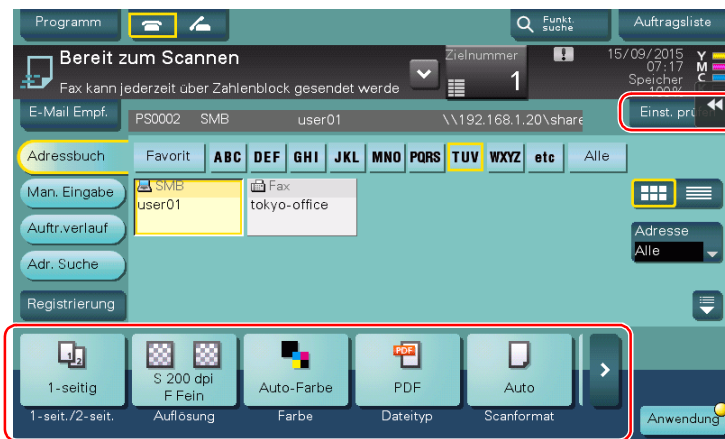 Programm
Funkt.
suche
Auftragsliste
Bereit zum Scannen
Fax kann jederzeit über Zahlenblock gesendet werde
Zielnummer
1
15/09/2015
07:17
Speicher
100%
Y
M
C
K
E-Mail Empf.
PS0002 SMB user01 \\192.168.1.20\share
Einst. prüfen
Adressbuch
Favorit ABC DEF GHI JKL MNO PQRS TUV WXYZ etc Alle
Man. Eingabe
SMB
user01
Fax
tokyo-office
Auftr.verlauf
Adresse
Alle
Adr. Suche
Registrierung
1-seitig
S 200 dpi
F Fein
Auto-Farbe
PDF
PDF
Auto
1-seit./2-seit.
Auflösung
Farbe
Dateityp
Scanformat
Anwendung